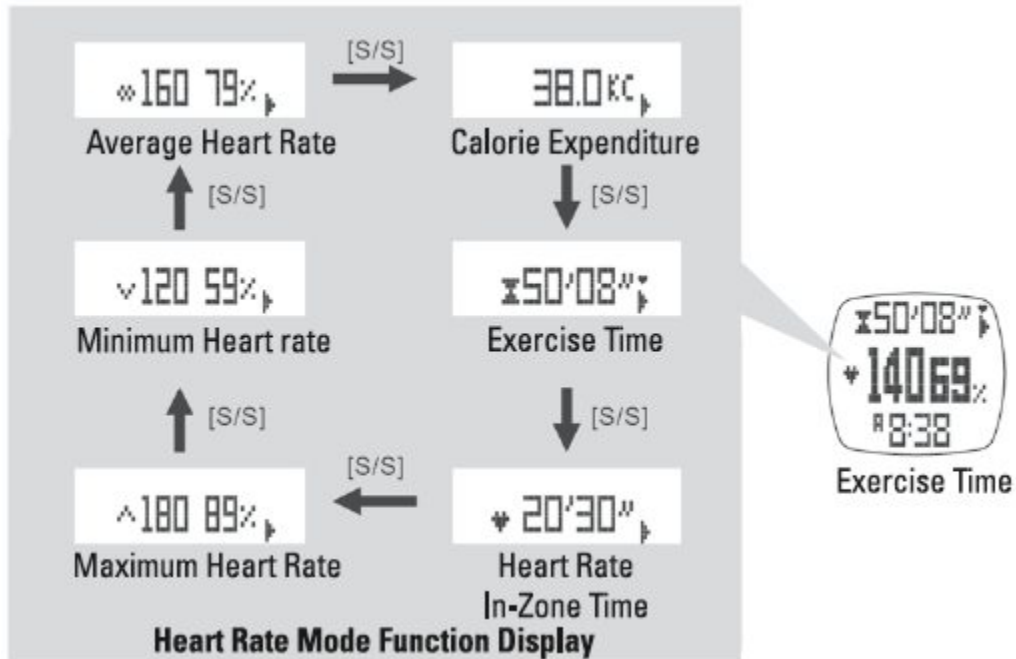 [S/S]
160 79%
38.0 KC
Average Heart Rate
Calorie Expenditure
[S/S]
[S/S]
120 59%
50'08"
Minimum Heart rate
Exercise Time
50'08"
140 69%
A 8:38
Exercise Time
[S/S]
[S/S]
[S/S]
180 89%
20'30"
Maximum Heart Rate
Heart Rate
In-Zone Time
Heart Rate Mode Function Display